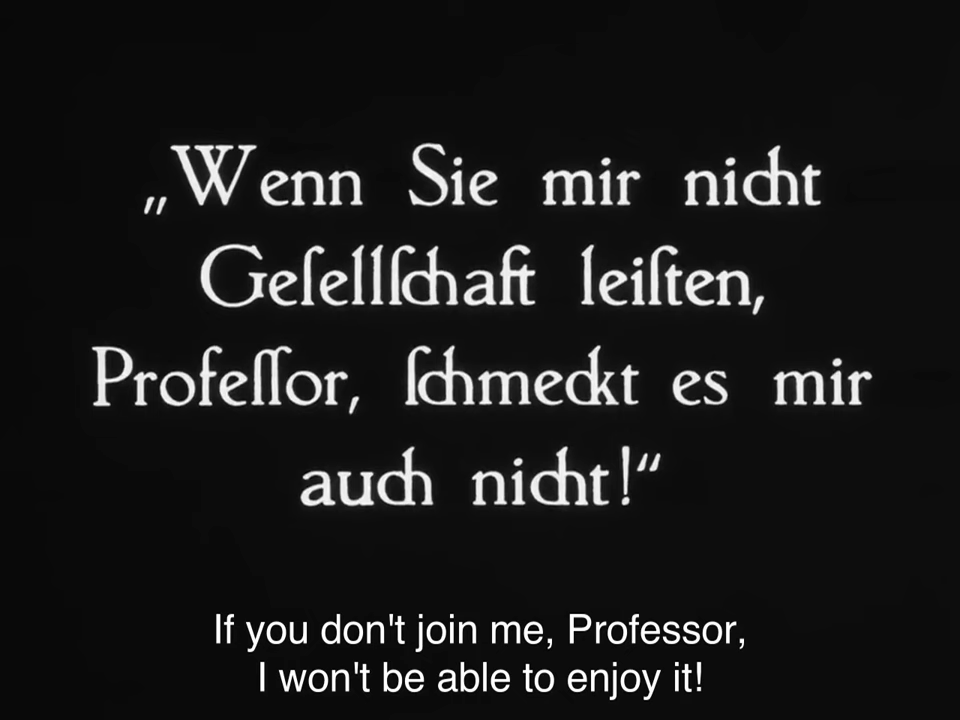 „Wenn Sie mir nicht
Geſellſchaft leiſten,
Profeſſor, ſchmeckt es mir
auch nicht!“
If you don't join me, Professor,
I won't be able to enjoy it!